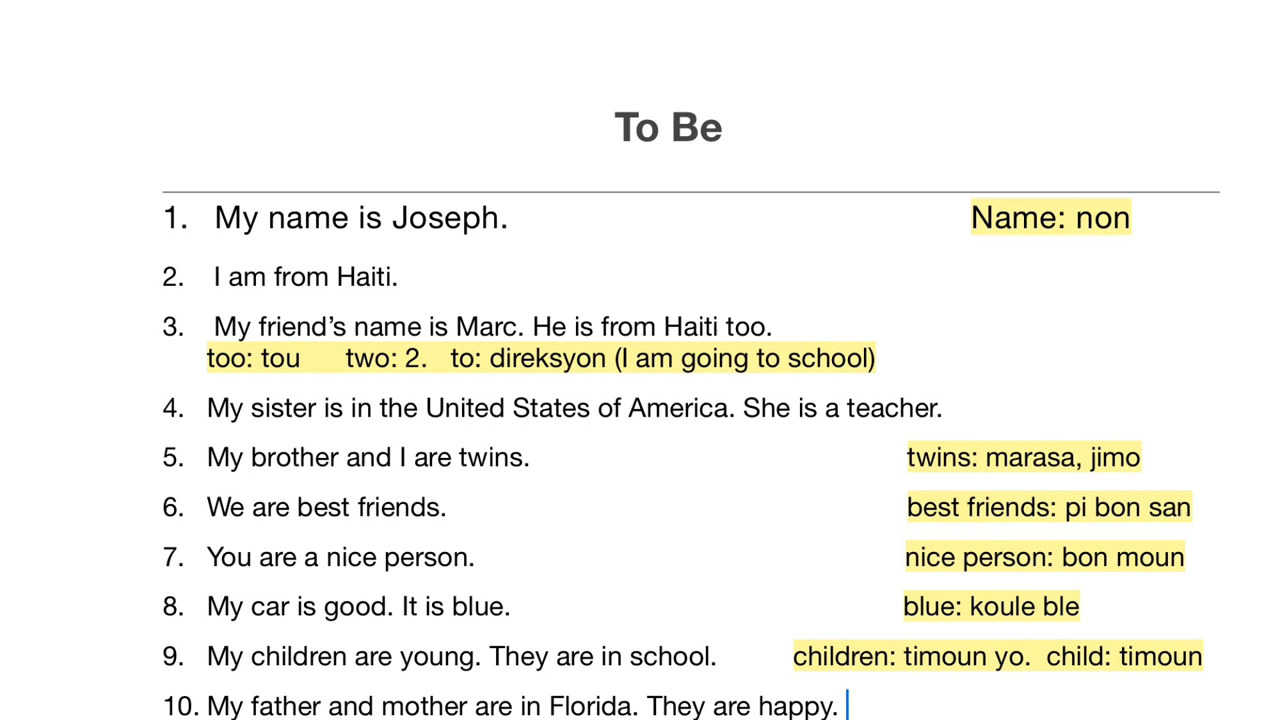 To Be
1. My name is Joseph. Name: non
2. I am from Haiti.
3. My friend’s name is Marc. He is from Haiti too.
too: tou two: 2. to: direksyon (I am going to school)
4. My sister is in the United States of America. She is a teacher.
5. My brother and I are twins. twins: marasa, jimo
6. We are best friends. best friends: pi bon san
7. You are a nice person. nice person: bon moun
8. My car is good. It is blue. blue: koule ble
9. My children are young. They are in school. children: timoun yo. child: timoun
10. My father and mother are in Florida. They are happy.